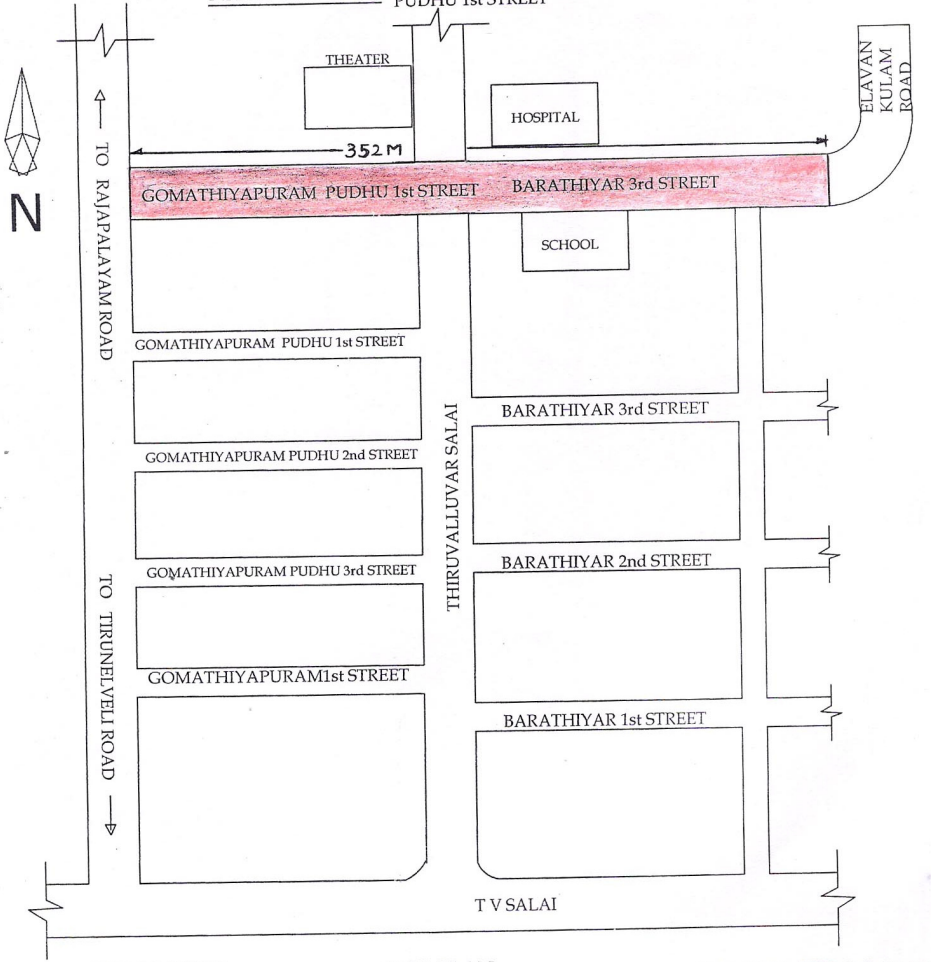 PUDHU 1st STREET
THEATER
ELAVAN
KULAM
ROAD
HOSPITAL
352 M
TO RAJAPALAYAM ROAD
N
GOMATHIYAPURAM PUDHU 1st STREET
BARATHIYAR 3rd STREET
SCHOOL
GOMATHIYAPURAM PUDHU 1st STREET
BARATHIYAR 3rd STREET
THIRUVALLUVAR SALAI
GOMATHIYAPURAM PUDHU 2nd STREET
BARATHIYAR 2nd STREET
GOMATHIYAPURAM PUDHU 3rd STREET
TO TIRUNELVELI ROAD
GOMATHIYAPURAM1st STREET
BARATHIYAR 1st STREET
T V SALAI